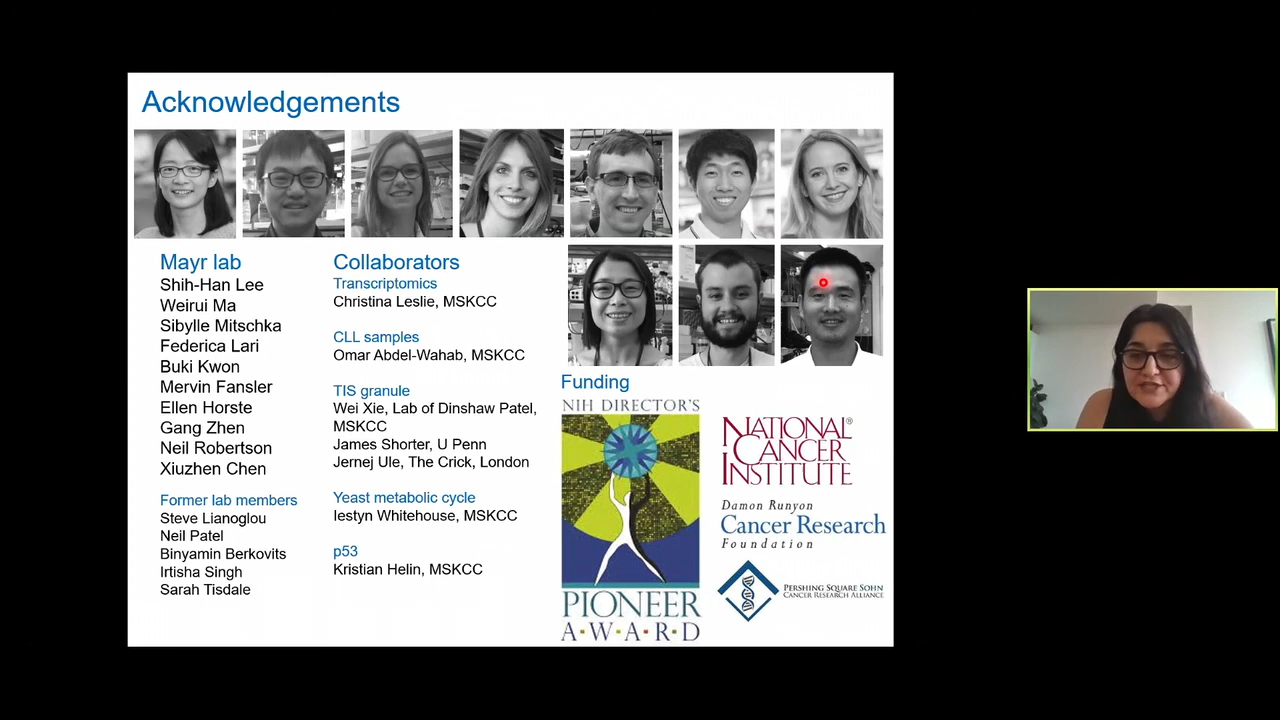 Acknowledgements
Mayr lab
Shih-Han Lee
Weirui Ma
Sibylle Mitschka
Federica Lari
Buki Kwon
Mervin Fansler
Ellen Horste
Gang Zhen
Neil Robertson
Xiuzhen Chen
Former lab members
Steve Lianoglou
Neil Patel
Binyamin Berkovits
Irtisha Singh
Sarah Tisdale
Collaborators
Transcriptomics
Christina Leslie, MSKCC
CLL samples
Omar Abdel-Wahab, MSKCC
TIS granule
Wei Xie, Lab of Dinshaw Patel,
MSKCC
James Shorter, U Penn
Jernej Ule, The Crick, London
Yeast metabolic cycle
Iestyn Whitehouse, MSKCC
p53
Kristian Helin, MSKCC
Funding
NIH DIRECTOR'S
PIONEER
A•W•A•R•D
NATIONAL®
CANCER
INSTITUTE
Damon Runyon
Cancer Research
Foundation
PERSHING SQUARE SOHN
CANCER RESEARCH ALLIANCE